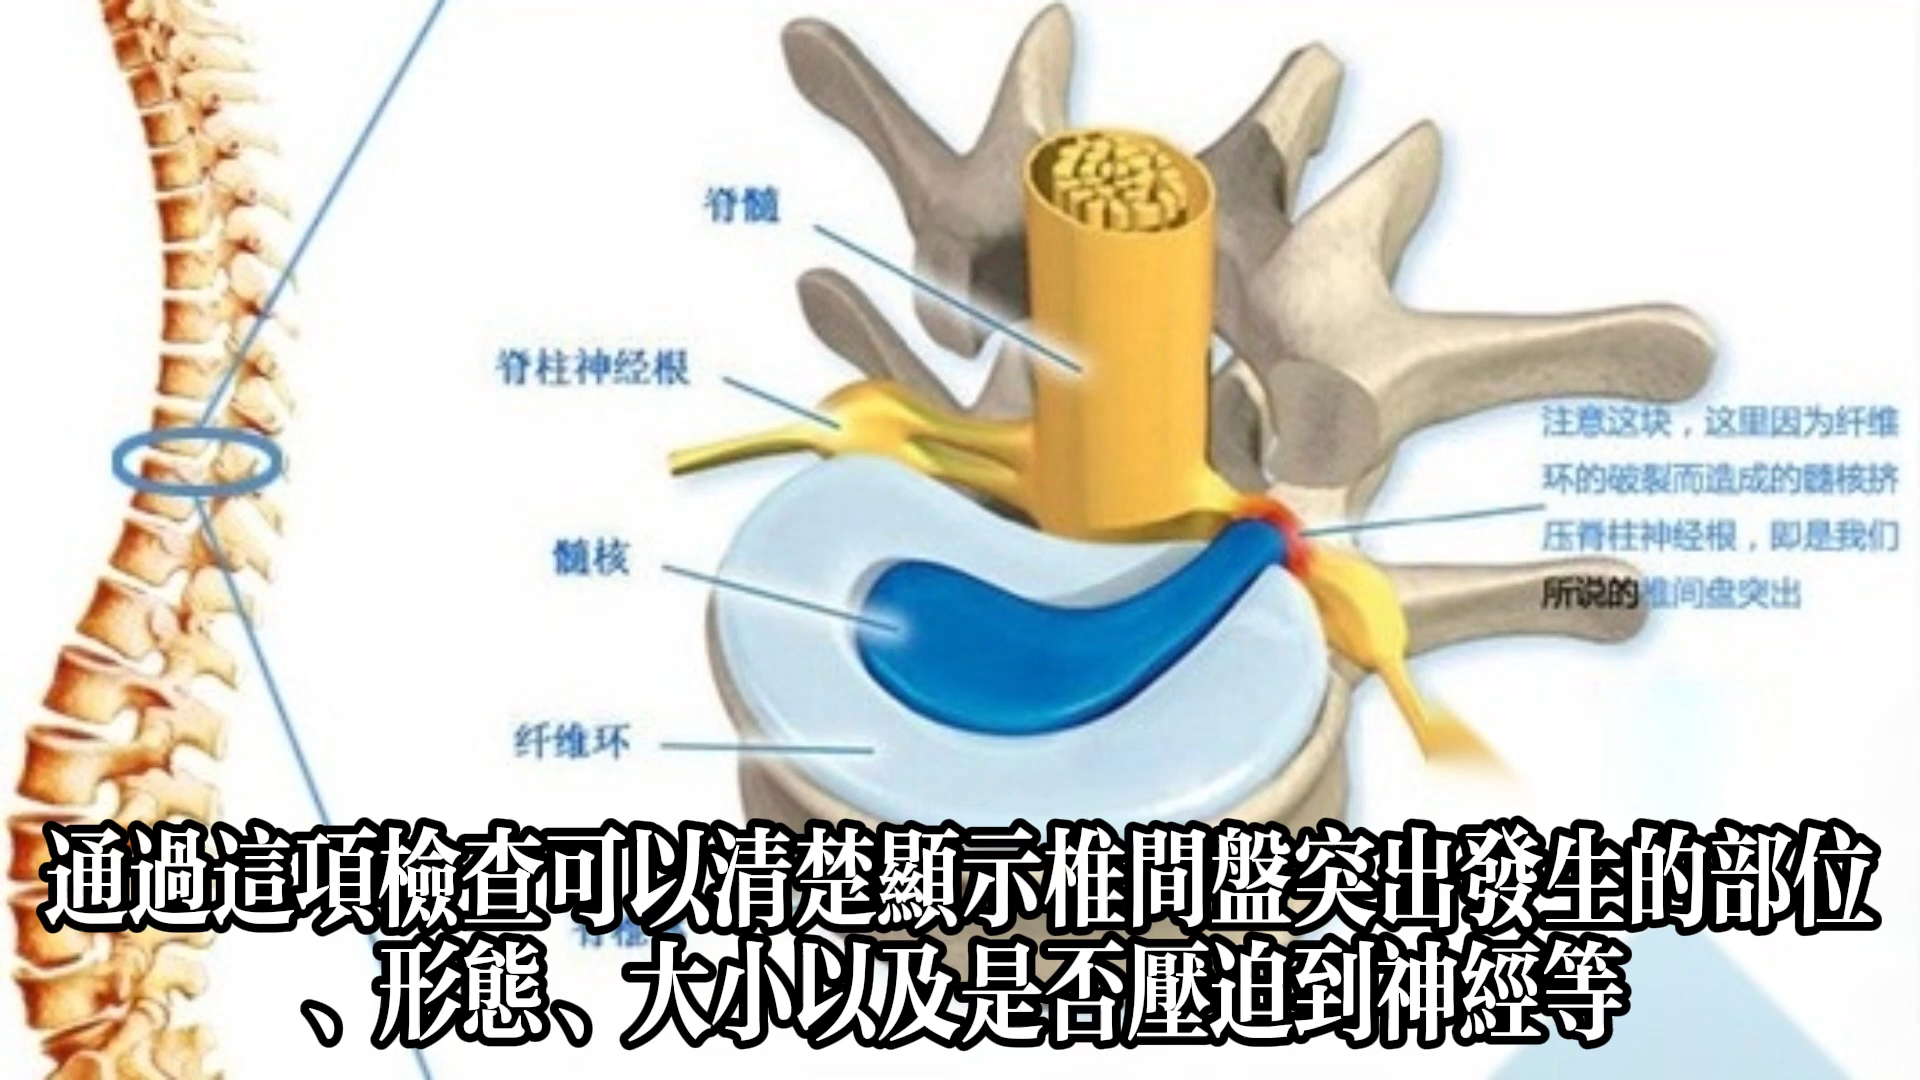 脊髓
脊柱神经根
注意这块，这里因为纤维
环的破裂而造成的髓核挤
压脊柱神经根，即是我们
所说的椎间盘突出
髓核
纤维环
通過這項檢查可以清楚顯示椎間盤突出發生的部位
、形態、大小以及是否壓迫到神經等